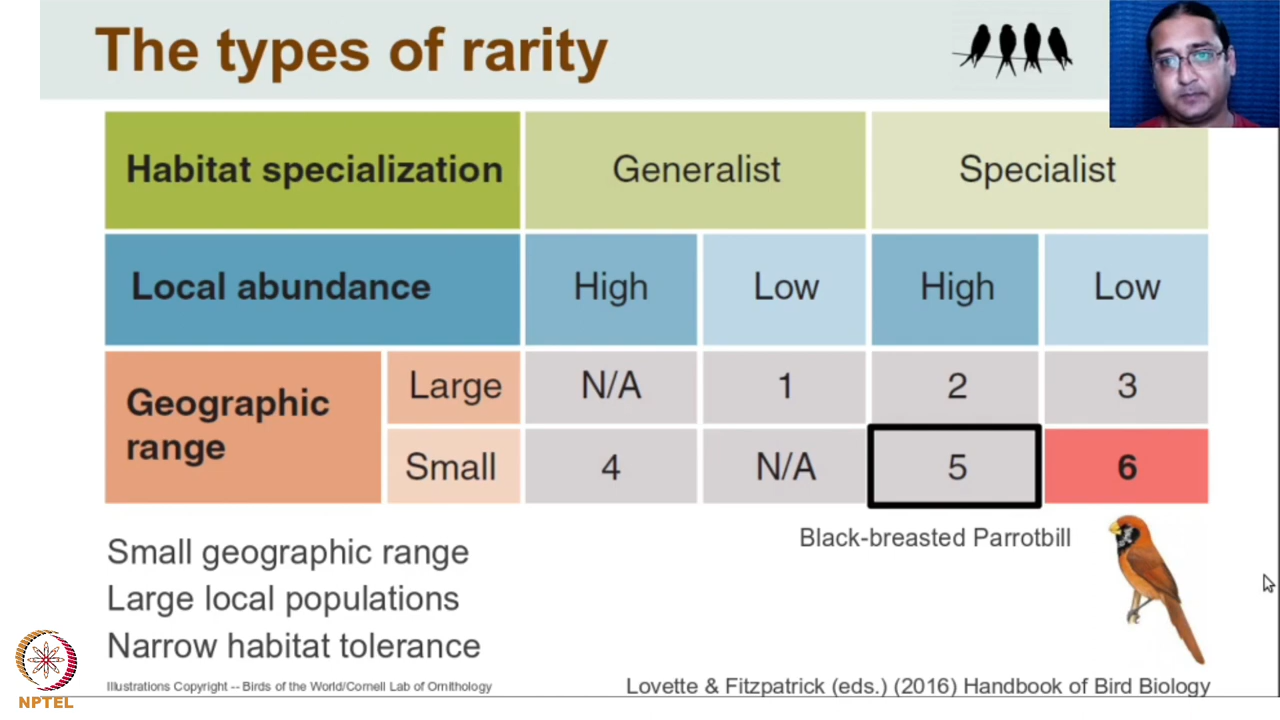 The types of rarity
Habitat specialization Generalist Specialist
Local abundance High Low High Low
Geographic range Large N/A 1 2 3
Small 4 N/A 5 6
Black-breasted Parrotbill
Small geographic range
Large local populations
Narrow habitat tolerance
Illustrations Copyright -- Birds of the World/Cornell Lab of Ornithology
Lovette & Fitzpatrick (eds.) (2016) Handbook of Bird Biology
NPTEL